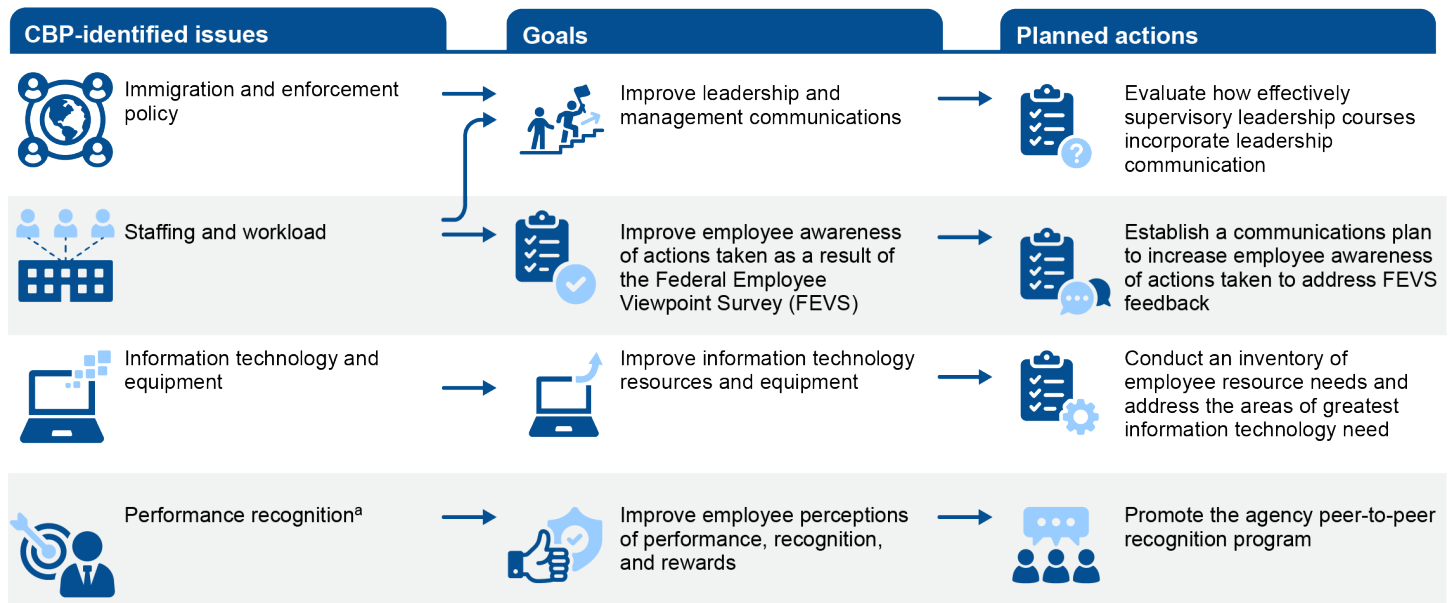 CBP-identified issues
Goals
Planned actions
Immigration and enforcement
policy
Improve leadership and
management communications
Evaluate how effectively
supervisory leadership courses
incorporate leadership
communication
Staffing and workload
Improve employee awareness
of actions taken as a result of
the Federal Employee
Viewpoint Survey (FEVS)
Establish a communications plan
to increase employee awareness
of actions taken to address FEVS
feedback
Information technology and
equipment
Improve information technology
resources and equipment
Conduct an inventory of
employee resource needs and
address the areas of greatest
information technology need
Performance recognitionᵃ
Improve employee perceptions
of performance, recognition,
and rewards
Promote the agency peer-to-peer
recognition program